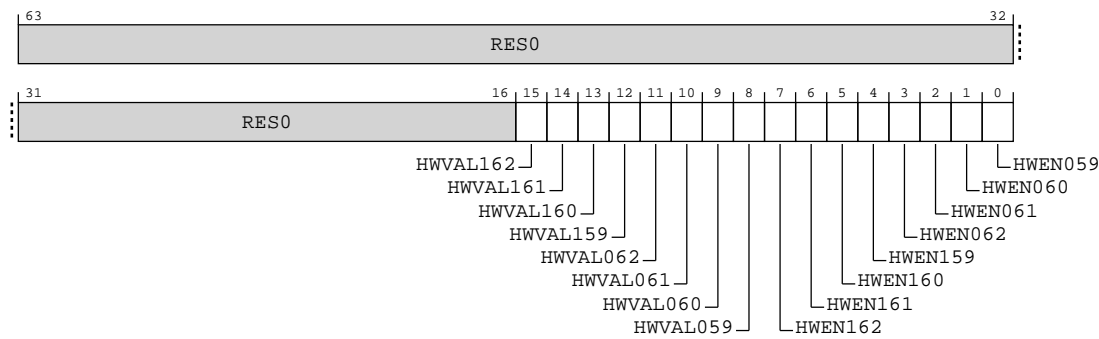 63 32
RES0
31 16 15 14 13 12 11 10 9 8 7 6 5 4 3 2 1 0
RES0
HWVAL162 HWEN059
HWVAL161 HWEN060
HWVAL160 HWEN061
HWVAL159 HWEN062
HWVAL062 HWEN159
HWVAL061 HWEN160
HWVAL060 HWEN161
HWVAL059 HWEN162